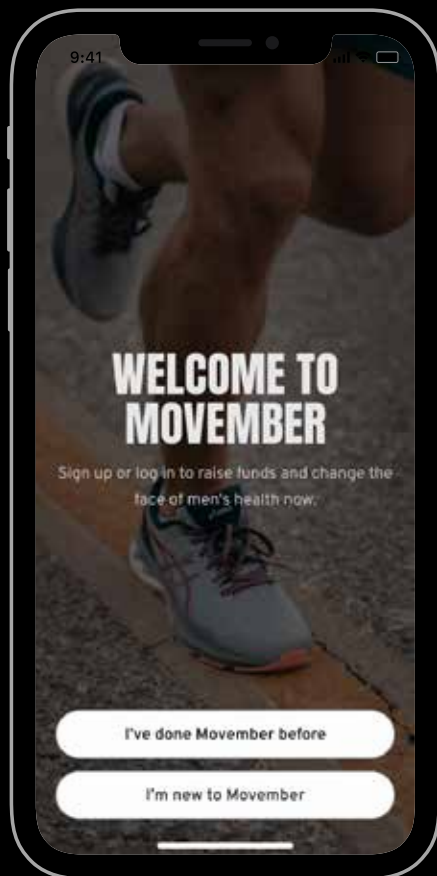 9:41
WELCOME TO
MOVEMBER
Sign up or log in to raise funds and change the
face of men's health now.
I've done Movember before
I'm new to Movember